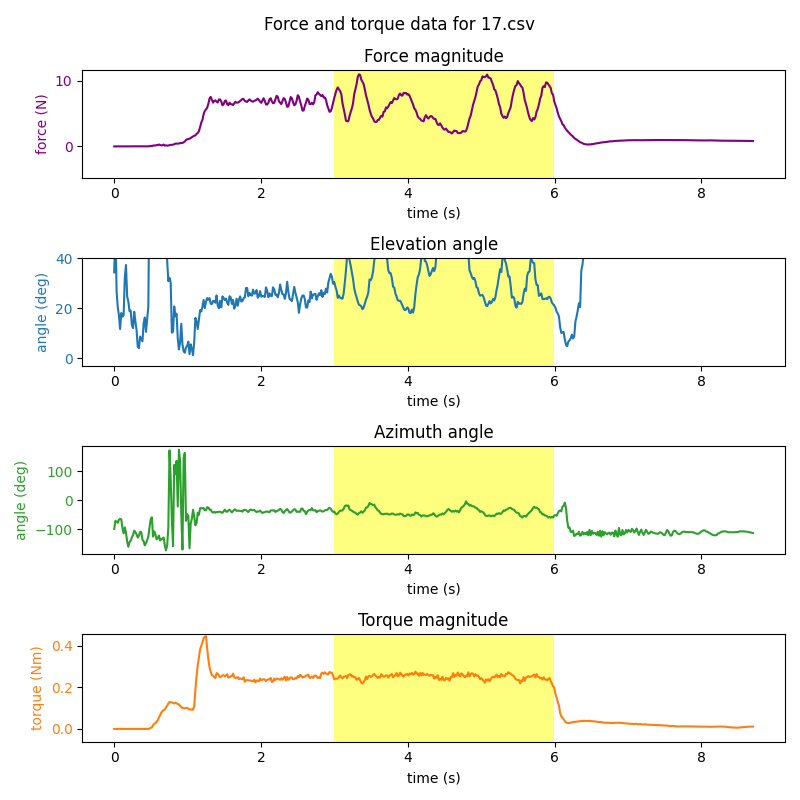 Force and torque data for 17.csv
Force magnitude
force (N)
10
0
0 2 4 6 8
time (s)
Elevation angle
angle (deg)
40
20
0
0 2 4 6 8
time (s)
Azimuth angle
angle (deg)
100
0
−100
0 2 4 6 8
time (s)
Torque magnitude
torque (Nm)
0.4
0.2
0.0
0 2 4 6 8
time (s)